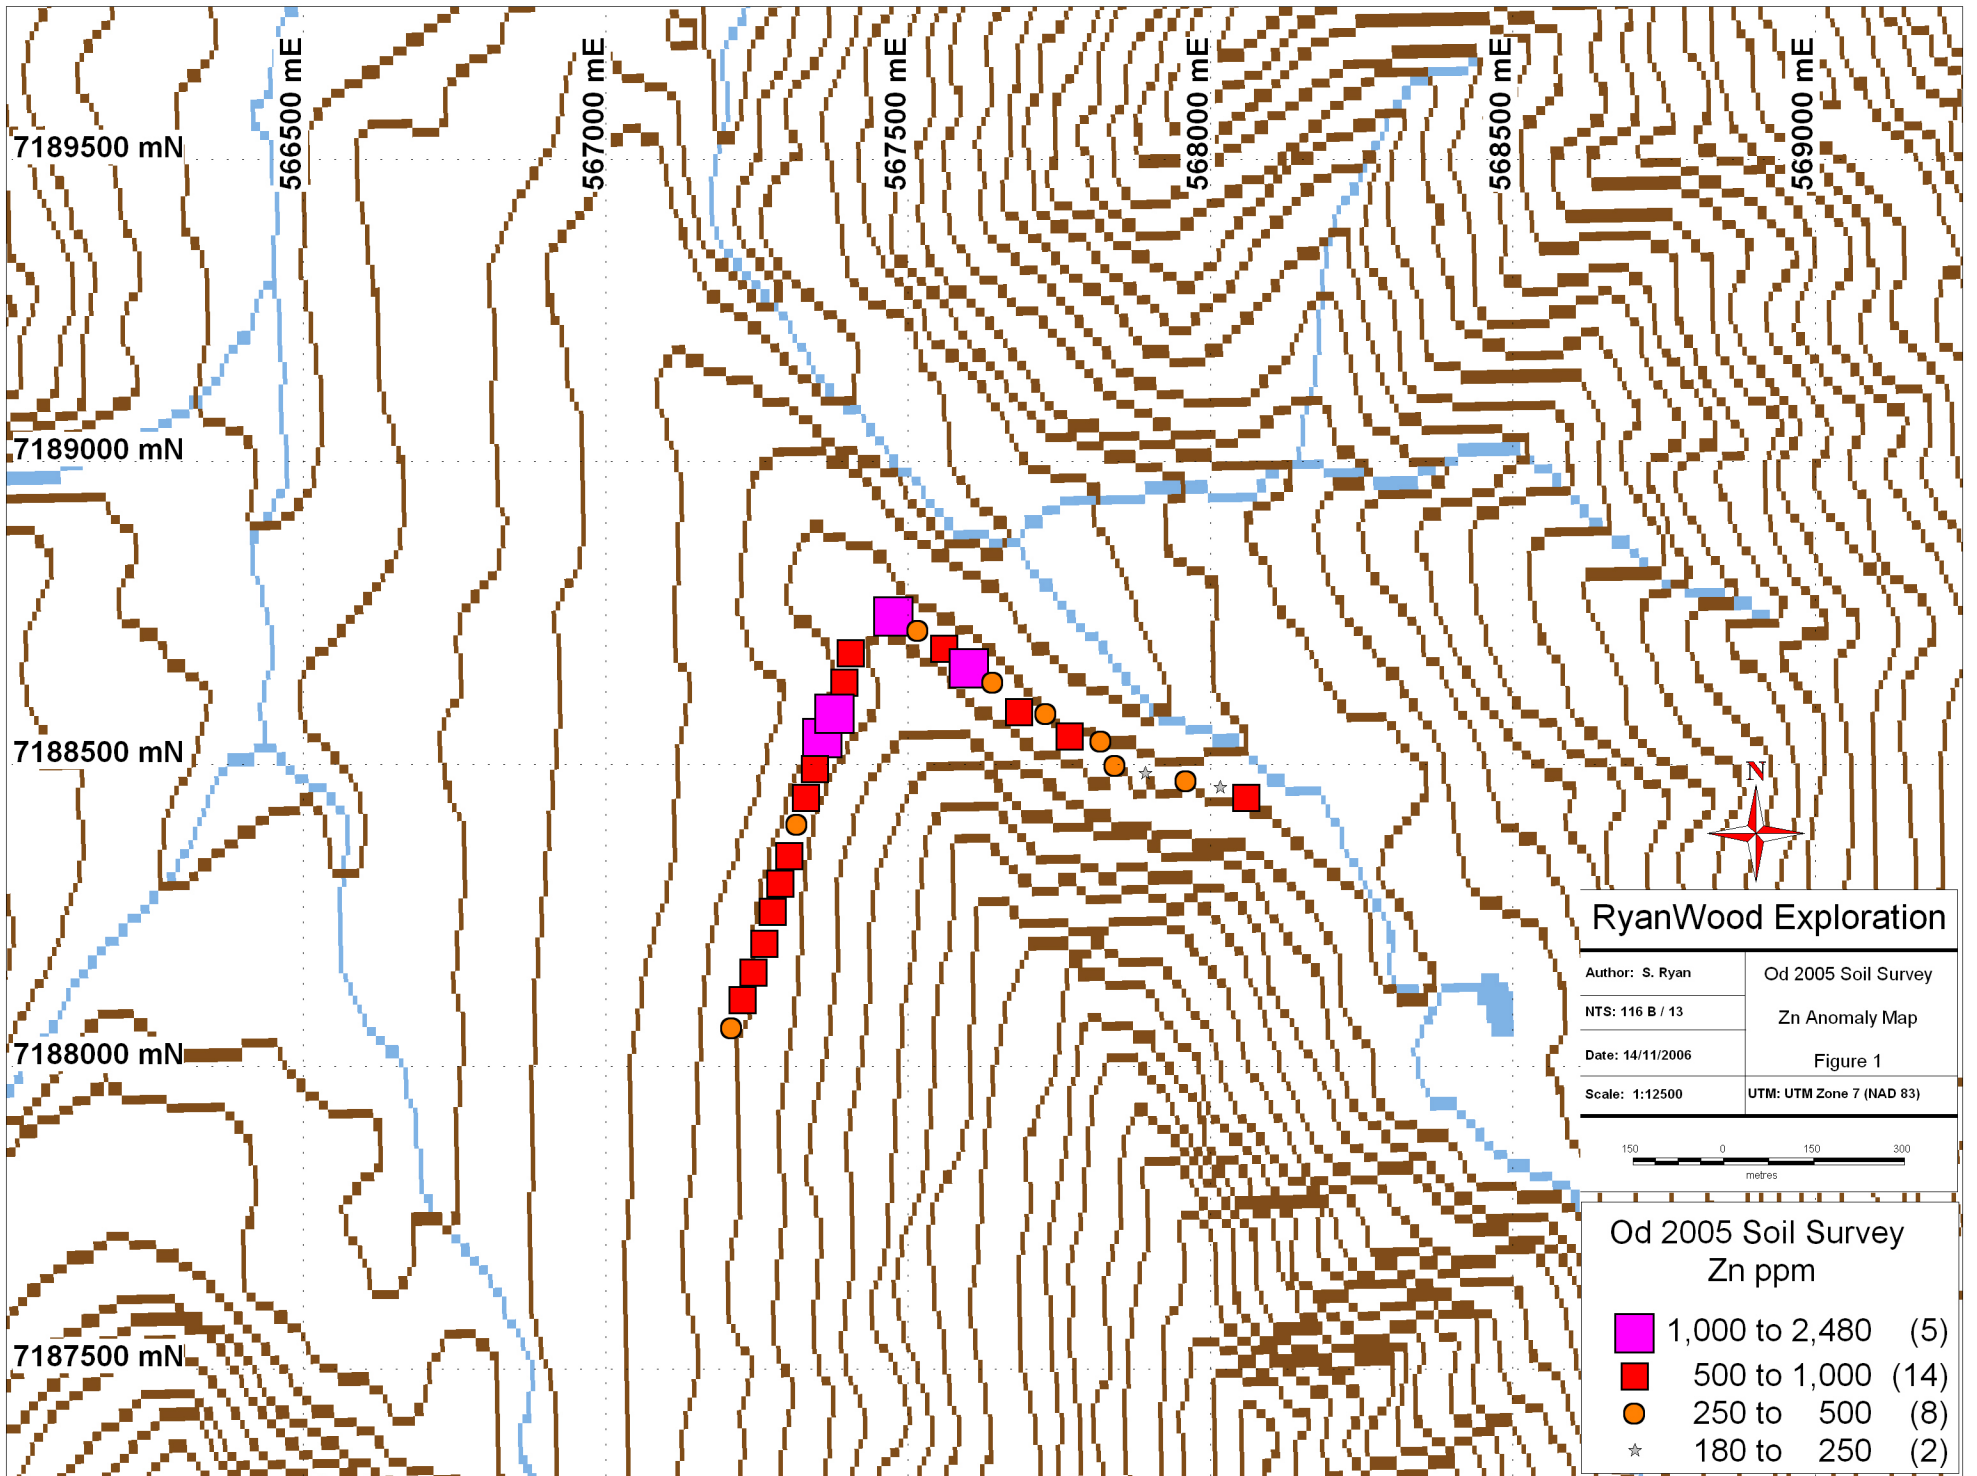 566500 mE
567000 mE
567500 mE
568000 mE
568500 mE
569000 mE
7189500 mN
7189000 mN
7188500 mN
7188000 mN
7187500 mN
N
RyanWood Exploration
Author: S. Ryan
NTS: 116 B / 13
Date: 14/11/2006
Scale: 1:12500
Od 2005 Soil Survey
Zn Anomaly Map
Figure 1
UTM: UTM Zone 7 (NAD 83)
150 0 150 300
metres
Od 2005 Soil Survey
Zn ppm
1,000 to 2,480 (5)
500 to 1,000 (14)
250 to 500 (8)
180 to 250 (2)